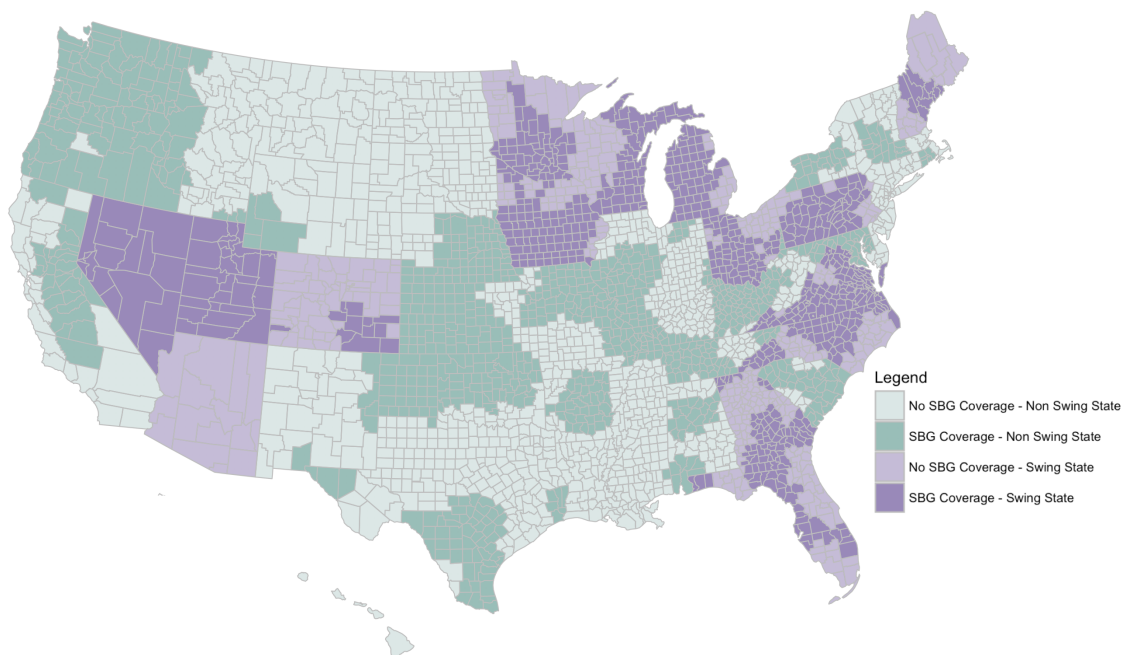 Legend
No SBG Coverage - Non Swing State
SBG Coverage - Non Swing State
No SBG Coverage - Swing State
SBG Coverage - Swing State